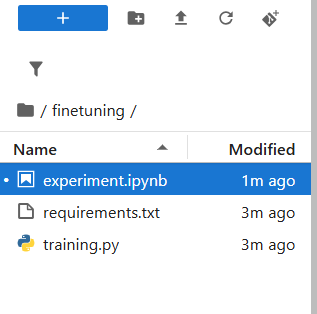 / finetuning /
Name Modified
experiment.ipynb 1m ago
requirements.txt 3m ago
training.py 3m ago